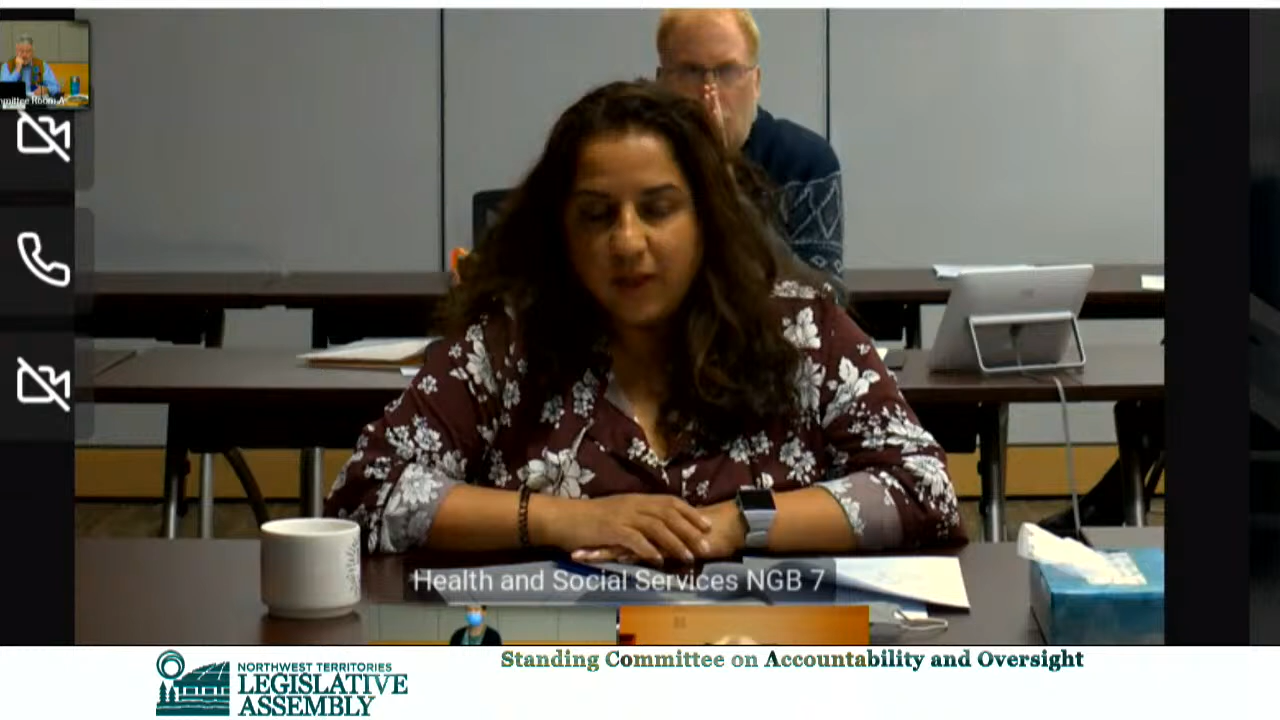 mmittee Room A
Health and Social Services NGB 7
Standing Committee on Accountability and Oversight
NORTHWEST TERRITORIES
LEGISLATIVE
ASSEMBLY